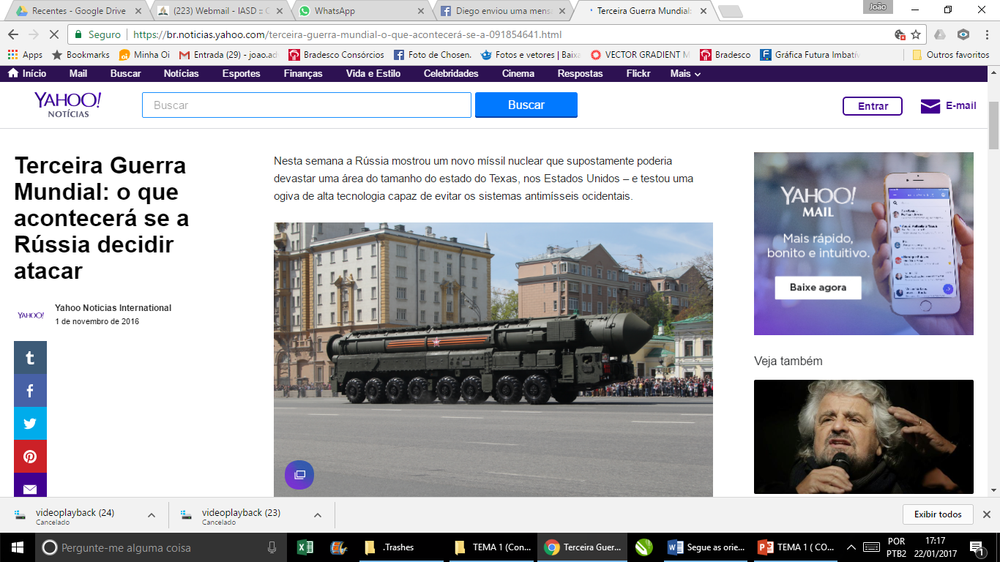 Recentes - Google Drive
(223) Webmail - IASD :: C
WhatsApp
Diego enviou uma mensa
Terceira Guerra Mundial:
João
Seguro
https://br.noticias.yahoo.com/terceira-guerra-mundial-o-que-acontecerá-se-a-091854641.html
Apps
Bookmarks
Minha Oi
Entrada (29) - joao.ad
Bradesco Consórcios
Foto de Chosen.
Fotos e vetores | Baixa
VECTOR GRADIENT M
Bradesco
Gráfica Futura Imbatív
Outros favoritos
Início
Mail
Buscar
Notícias
Esportes
Finanças
Vida e Estilo
Celebridades
Cinema
Respostas
Flickr
Mais
YAHOO!
NOTÍCIAS
Buscar
Buscar
Entrar
E-mail
Terceira Guerra
Mundial: o que
acontecerá se a
Rússia decidir
atacar
YAHOO!
Yahoo Noticias International
1 de novembro de 2016
Nesta semana a Rússia mostrou um novo míssil nuclear que supostamente poderia
devastar uma área do tamanho do estado do Texas, nos Estados Unidos – e testou uma
ogiva de alta tecnologia capaz de evitar os sistemas antimísseis ocidentais.
YAHOO!
MAIL
Mais rápido,
bonito e intuitivo.
Baixe agora
Veja também
videoplayback (24)
Cancelado
videoplayback (23)
Cancelado
Exibir todos
Pergunte-me alguma coisa
.Trashes
TEMA 1 (Con...
Terceira Guer...
Segue as orie...
TEMA 1 ( CO...
POR
PTB2
17:17
22/01/2017
1